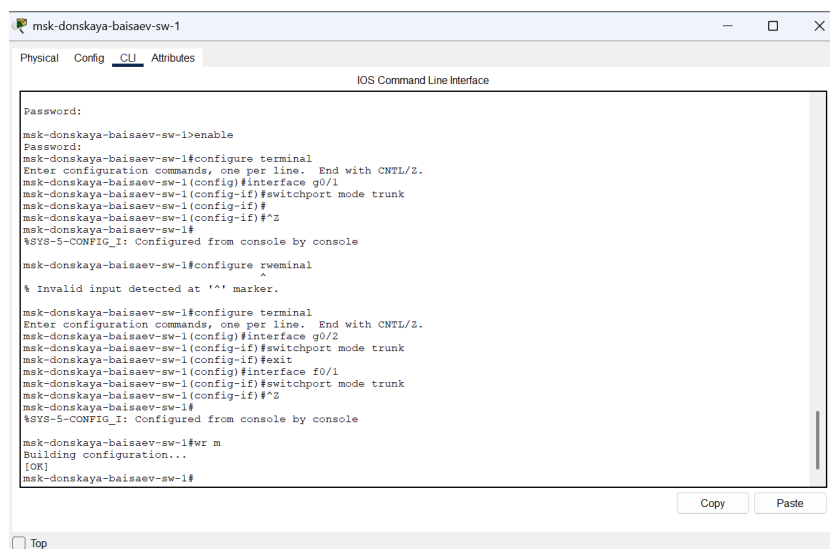 msk-donskaya-baisaev-sw-1
Physical Config CLI Attributes
IOS Command Line Interface
Password:
msk-donskaya-baisaev-sw-1>enable
Password:
msk-donskaya-baisaev-sw-1#configure terminal
Enter configuration commands, one per line.  End with CNTL/Z.
msk-donskaya-baisaev-sw-1(config)#interface g0/1
msk-donskaya-baisaev-sw-1(config-if)#switchport mode trunk
msk-donskaya-baisaev-sw-1(config-if)#
msk-donskaya-baisaev-sw-1(config-if)#^Z
msk-donskaya-baisaev-sw-1#
%SYS-5-CONFIG_I: Configured from console by console
msk-donskaya-baisaev-sw-1#configure rweminal
^
% Invalid input detected at '^' marker.
msk-donskaya-baisaev-sw-1#configure terminal
Enter configuration commands, one per line.  End with CNTL/Z.
msk-donskaya-baisaev-sw-1(config)#interface g0/2
msk-donskaya-baisaev-sw-1(config-if)#switchport mode trunk
msk-donskaya-baisaev-sw-1(config-if)#exit
msk-donskaya-baisaev-sw-1(config)#interface f0/1
msk-donskaya-baisaev-sw-1(config-if)#switchport mode trunk
msk-donskaya-baisaev-sw-1(config-if)#^Z
msk-donskaya-baisaev-sw-1#
%SYS-5-CONFIG_I: Configured from console by console
msk-donskaya-baisaev-sw-1#wr m
Building configuration...
[OK]
msk-donskaya-baisaev-sw-1#
Copy Paste
Top